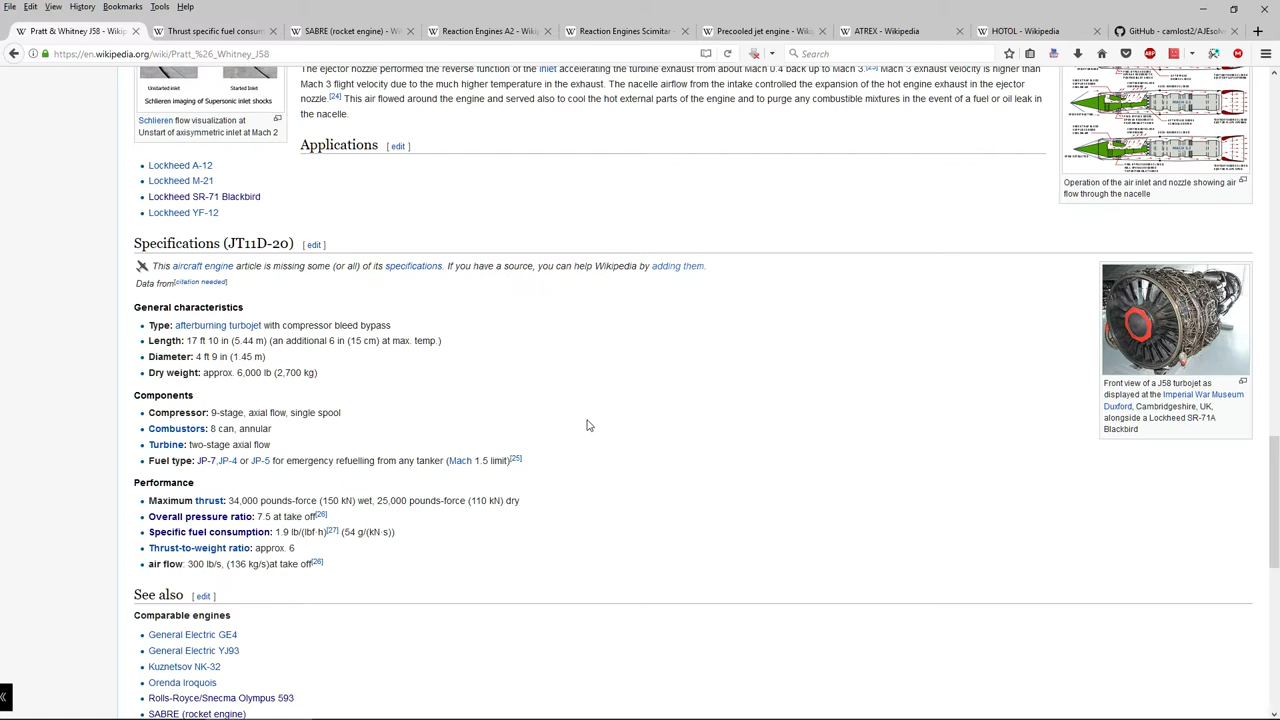 File Edit View History Bookmarks Tools Help
Pratt & Whitney J58 - Wikip
Thrust specific fuel consum
SABRE (rocket engine) - Wi
Reaction Engines A2 - Wikip
Reaction Engines Scimitar -
Precooled jet engine - Wikip
ATREX - Wikipedia
HOTOL - Wikipedia
GitHub - camlost2/AJEsolv
https://en.wikipedia.org/wiki/Pratt_%26_Whitney_J58
Search
Unstarted inlet Started Inlet
Schlieren imaging of Supersonic inlet shocks
Schlieren flow visualization at
Unstart of axisymmetric inlet at Mach 2
The ejector nozzle performed the reverse function of the inlet accelerating the turbine exhaust from about Mach 0.4 back up to Mach 3. Mach 3 exhaust velocity is higher than
Mach 3 flight velocity due to the much higher temperature in the exhaust. The nacelle airflow from the inlet controlled the expansion of the hot engine exhaust in the ejector
nozzle.[24] This air flowed around the engine and served also to cool the hot external parts of the engine and to purge any combustible mixtures in the event of a fuel or oil leak in
the nacelle.
Operation of the air inlet and nozzle showing air
flow through the nacelle
Applications [ edit ]
Lockheed A-12
Lockheed M-21
Lockheed SR-71 Blackbird
Lockheed YF-12
Specifications (JT11D-20) [ edit ]
This aircraft engine article is missing some (or all) of its specifications. If you have a source, you can help Wikipedia by adding them.
Data from[citation needed]
General characteristics
Type: afterburning turbojet with compressor bleed bypass
Length: 17 ft 10 in (5.44 m) (an additional 6 in (15 cm) at max. temp.)
Diameter: 4 ft 9 in (1.45 m)
Dry weight: approx. 6,000 lb (2,700 kg)
Components
Compressor: 9-stage, axial flow, single spool
Combustors: 8 can, annular
Turbine: two-stage axial flow
Fuel type: JP-7,JP-4 or JP-5 for emergency refuelling from any tanker (Mach 1.5 limit)[25]
Performance
Maximum thrust: 34,000 pounds-force (150 kN) wet, 25,000 pounds-force (110 kN) dry
Overall pressure ratio: 7.5 at take off[26]
Specific fuel consumption: 1.9 lb/(lbf·h)[27] (54 g/(kN·s))
Thrust-to-weight ratio: approx. 6
air flow: 300 lb/s, (136 kg/s)at take off[26]
Front view of a J58 turbojet as
displayed at the Imperial War Museum
Duxford, Cambridgeshire, UK,
alongside a Lockheed SR-71A
Blackbird
See also [ edit ]
Comparable engines
General Electric GE4
General Electric YJ93
Kuznetsov NK-32
Orenda Iroquois
Rolls-Royce/Snecma Olympus 593
SABRE (rocket engine)